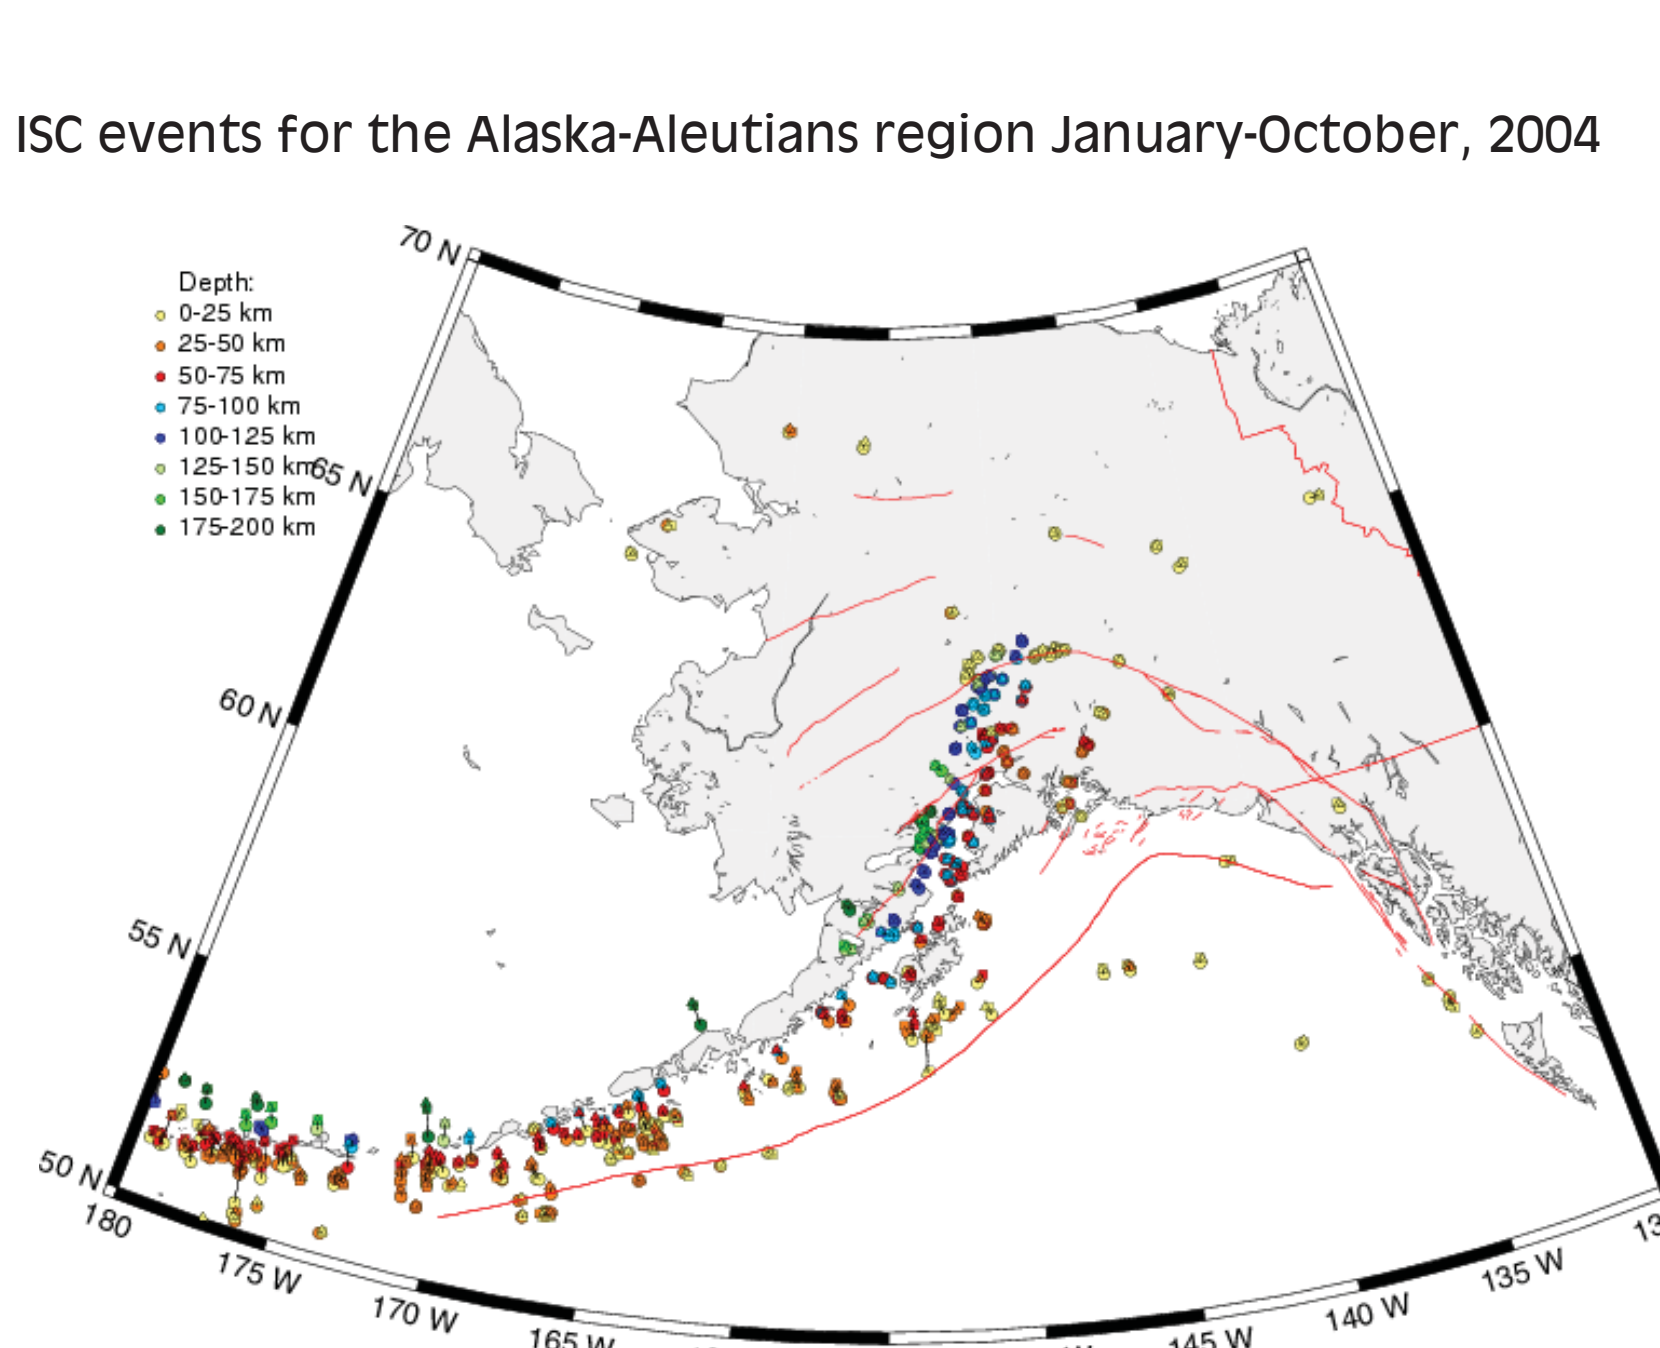 ISC events for the Alaska-Aleutians region January-October, 2004
70 N
Depth:
0-25 km
25-50 km
50-75 km
75-100 km
100-125 km
125-150 km
150-175 km
175-200 km
65 N
60 N
55 N
50 N
180
175 W
170 W
165 W
145 W
140 W
135 W